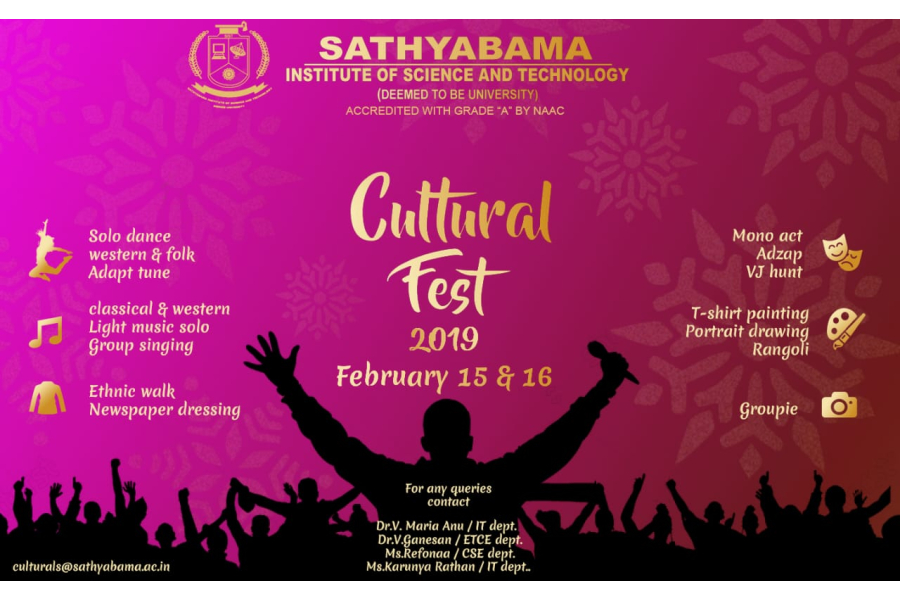 SATHYABAMA
INSTITUTE OF SCIENCE AND TECHNOLOGY
(DEEMED TO BE UNIVERSITY)
ACCREDITED WITH GRADE "A" BY NAAC
Cultural
Fest
2019
February 15 & 16
Solo dance
western & folk
Adapt tune
classical & western
Light music solo
Group singing
Ethnic walk
Newspaper dressing
Mono act
Adzap
VJ hunt
T-shirt painting
Portrait drawing
Rangoli
Groupie
For any queries
contact
Dr.V. Maria Anu / IT dept.
Dr.V.Ganesan / ETCE dept.
Ms.Refonaa / CSE dept.
Ms.Karunya Rathan / IT dept..
culturals@sathyabama.ac.in